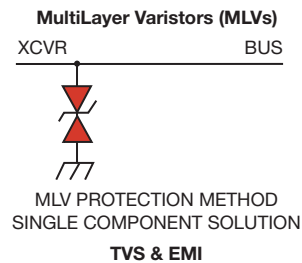 MultiLayer Varistors (MLVs)
XCVR BUS
MLV PROTECTION METHOD
SINGLE COMPONENT SOLUTION
TVS & EMI